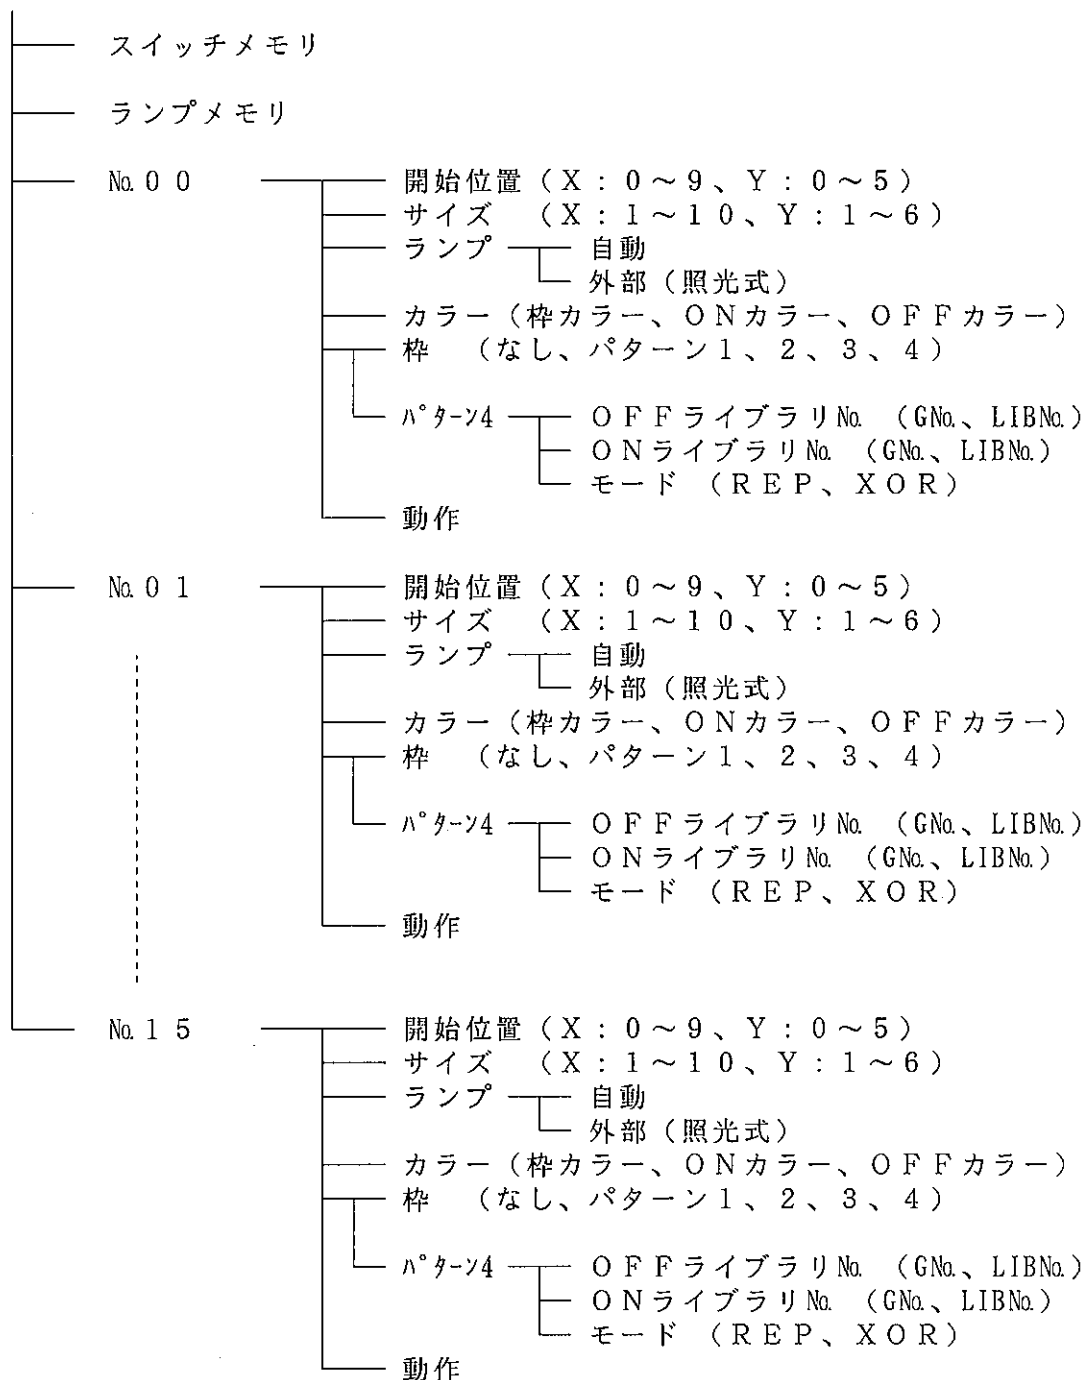 スイッチメモリ
ランプメモリ
№00 開始位置（X：0～9、Y：0～5）
サイズ （X：1～10、Y：1～6）
ランプ 自動
外部（照光式）
カラー（枠カラー、ONカラー、OFFカラー）
枠 （なし、パターン1、2、3、4）
ﾊﾟﾀｰﾝ4 OFFライブラリ№ （G№、LIB№）
ONライブラリ№ （G№、LIB№）
モード （REP、XOR）
動作
№01 開始位置（X：0～9、Y：0～5）
サイズ （X：1～10、Y：1～6）
ランプ 自動
外部（照光式）
カラー（枠カラー、ONカラー、OFFカラー）
枠 （なし、パターン1、2、3、4）
ﾊﾟﾀｰﾝ4 OFFライブラリ№ （G№、LIB№）
ONライブラリ№ （G№、LIB№）
モード （REP、XOR）
動作
№15 開始位置（X：0～9、Y：0～5）
サイズ （X：1～10、Y：1～6）
ランプ 自動
外部（照光式）
カラー（枠カラー、ONカラー、OFFカラー）
枠 （なし、パターン1、2、3、4）
ﾊﾟﾀｰﾝ4 OFFライブラリ№ （G№、LIB№）
ONライブラリ№ （G№、LIB№）
モード （REP、XOR）
動作